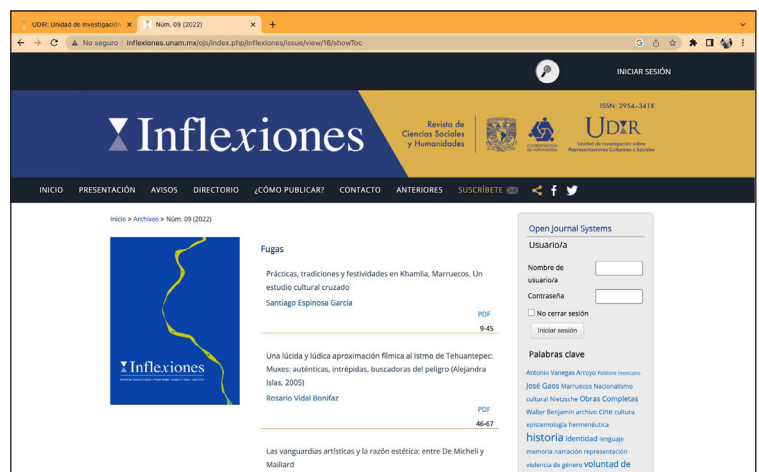 UDIR: Unidad de Investigación
Núm. 09 (2022)
No seguro inflexiones.unam.mx/ojs/index.php/inflexiones/issue/view/16/showToc
INICIAR SESIÓN
ISSN: 2954-341X
Inflexiones
Revista de
Ciencias Sociales
y Humanidades
COORDINACIÓN
DE HUMANIDADES
UDIR
Unidad de Investigación sobre
Representaciones Culturales y Sociales
INICIO PRESENTACIÓN AVISOS DIRECTORIO ¿CÓMO PUBLICAR? CONTACTO ANTERIORES SUSCRÍBETE
Inicio > Archivos > Núm. 09 (2022)
Inflexiones
Fugas
Prácticas, tradiciones y festividades en Khamlia, Marruecos. Un
estudio cultural cruzado
Santiago Espinosa García
PDF
9-45
Una lúcida y lúdica aproximación fílmica al Istmo de Tehuantepec:
Muxes: auténticas, intrépidas, buscadoras del peligro (Alejandra
Islas, 2005)
Rosario Vidal Bonifaz
PDF
46-67
Las vanguardias artísticas y la razón estética: entre De Micheli y
Maillard
Open Journal Systems
Usuario/a
Nombre de
usuario/a
Contraseña
No cerrar sesión
Iniciar sesión
Palabras clave
Antonio Vanegas Arroyo Folklore mexicano
José Gaos Marruecos Nacionalismo
cultural Nietzsche Obras Completas
Walter Benjamin archivo cine cultura
epistemología hermenéutica
historia identidad lenguaje
memoria narración representación
violencia de género voluntad de